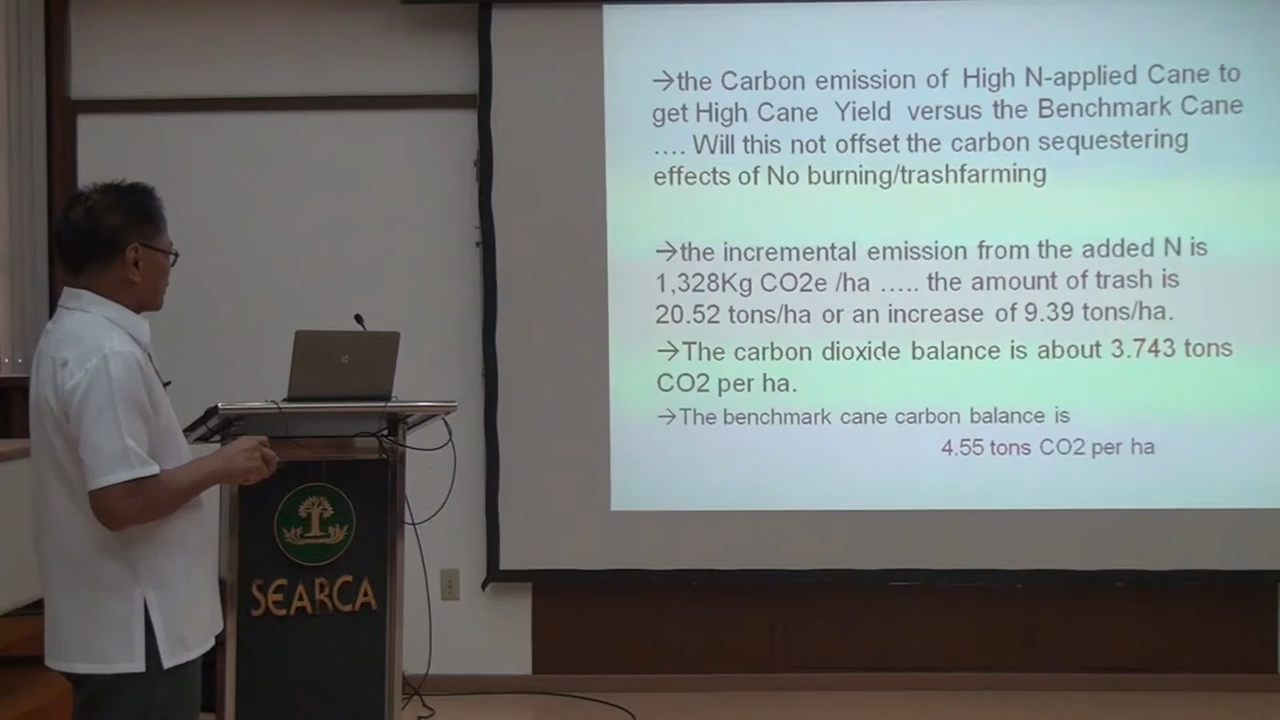 →the Carbon emission of High N-applied Cane to
get High Cane Yield versus the Benchmark Cane
.... Will this not offset the carbon sequestering
effects of No burning/trashfarming
→the incremental emission from the added N is
1,328Kg CO2e /ha ..... the amount of trash is
20.52 tons/ha or an increase of 9.39 tons/ha.
→The carbon dioxide balance is about 3.743 tons
CO2 per ha.
→The benchmark cane carbon balance is
4.55 tons CO2 per ha
SEARCA